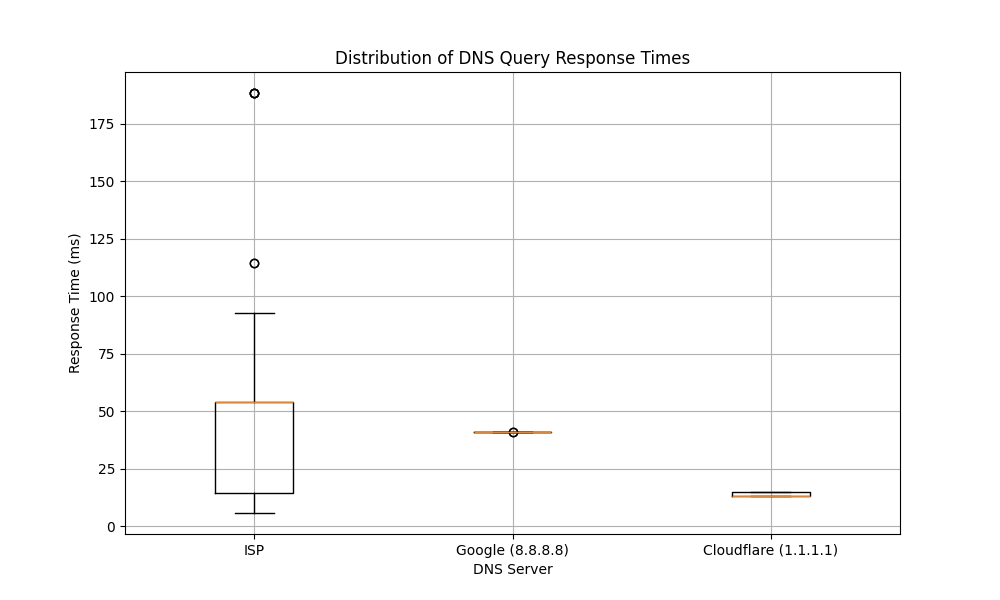 Distribution of DNS Query Response Times
175
150
125
100
75
50
25
0
Response Time (ms)
ISP
Google (8.8.8.8)
Cloudflare (1.1.1.1)
DNS Server